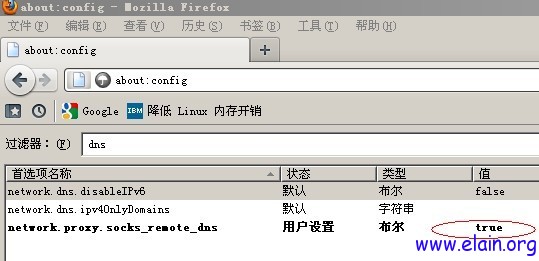 about:config - Mozilla Firefox
文件(F) 编辑(E) 查看(V) 历史(S) 书签(B) 工具(T) 帮助(H)
about:config
about:config
Google IBM 降低 Linux 内存开销
过滤器：(F) dns
首选项名称 状态 类型 值
network.dns.disableIPv6 默认 布尔 false
network.dns.ipv4OnlyDomains 默认 字符串
network.proxy.socks_remote_dns 用户设置 布尔 true
www.elain.org